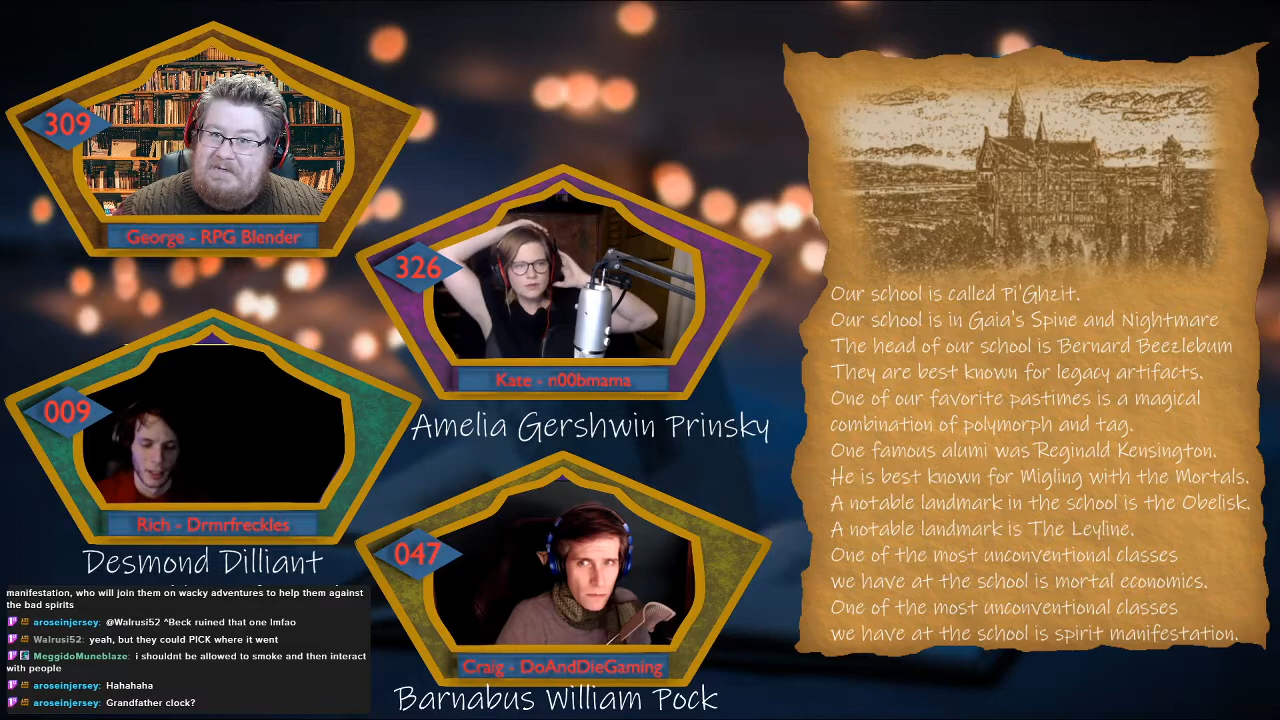 309
George - RPG Blender
326
Kate - n00bmama
Amelia Gershwin Prinsky
009
Rich - Drmrfreckles
Desmond Dilliant
047
Craig - DoAndDieGaming
Barnabus William Pock
manifestation, who will join them on wacky adventures to help them against
the bad spirits
aroseinjersey: @Walrusi52 ^Beck ruined that one lmfao
Walrusi52: yeah, but they could PICK where it went
MeggidoMuneblaze: i shouldnt be allowed to smoke and then interact
with people
aroseinjersey: Hahahaha
aroseinjersey: Grandfather clock?
Our school is called Pi'Ghzit.
Our school is in Gaia's Spine and Nightmare
The head of our school is Bernard Beezlebum
They are best known for legacy artifacts.
One of our favorite pastimes is a magical
combination of polymorph and tag.
One famous alumi was Reginald Kensington.
He is best known for Migling with the Mortals.
A notable landmark in the school is the Obelisk.
A notable landmark is The Leyline.
One of the most unconventional classes
we have at the school is mortal economics.
One of the most unconventional classes
we have at the school is spirit manifestation.